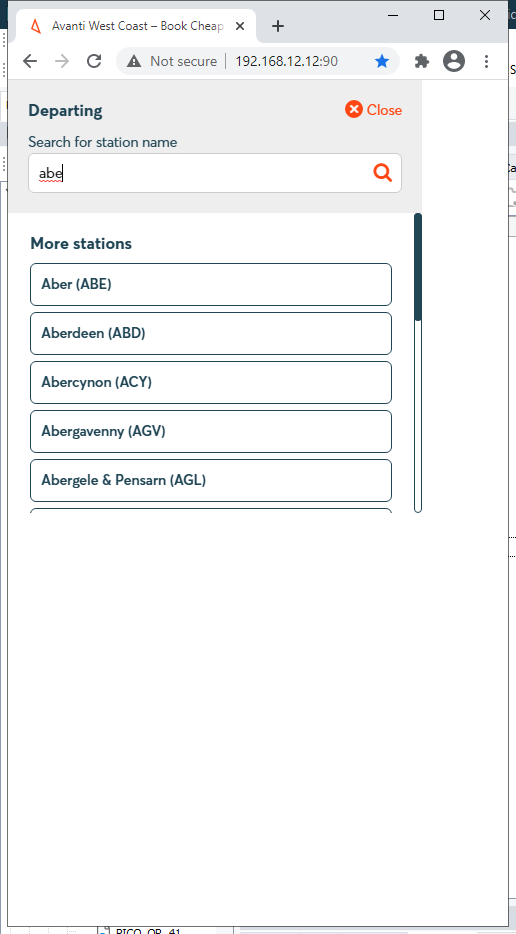 Avanti West Coast – Book Cheap
Not secure
192.168.12.12:90
Departing
Close
Search for station name
abe
More stations
Aber (ABE)
Aberdeen (ABD)
Abercynon (ACY)
Abergavenny (AGV)
Abergele & Pensarn (AGL)